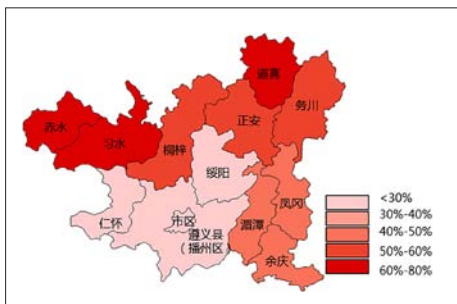 道真
务川
赤水
习水
正安
桐梓
绥阳
凤冈
仁怀
市区
遵义县
（播州区）
湄潭
余庆
<30%
30%-40%
40%-50%
50%-60%
60%-80%